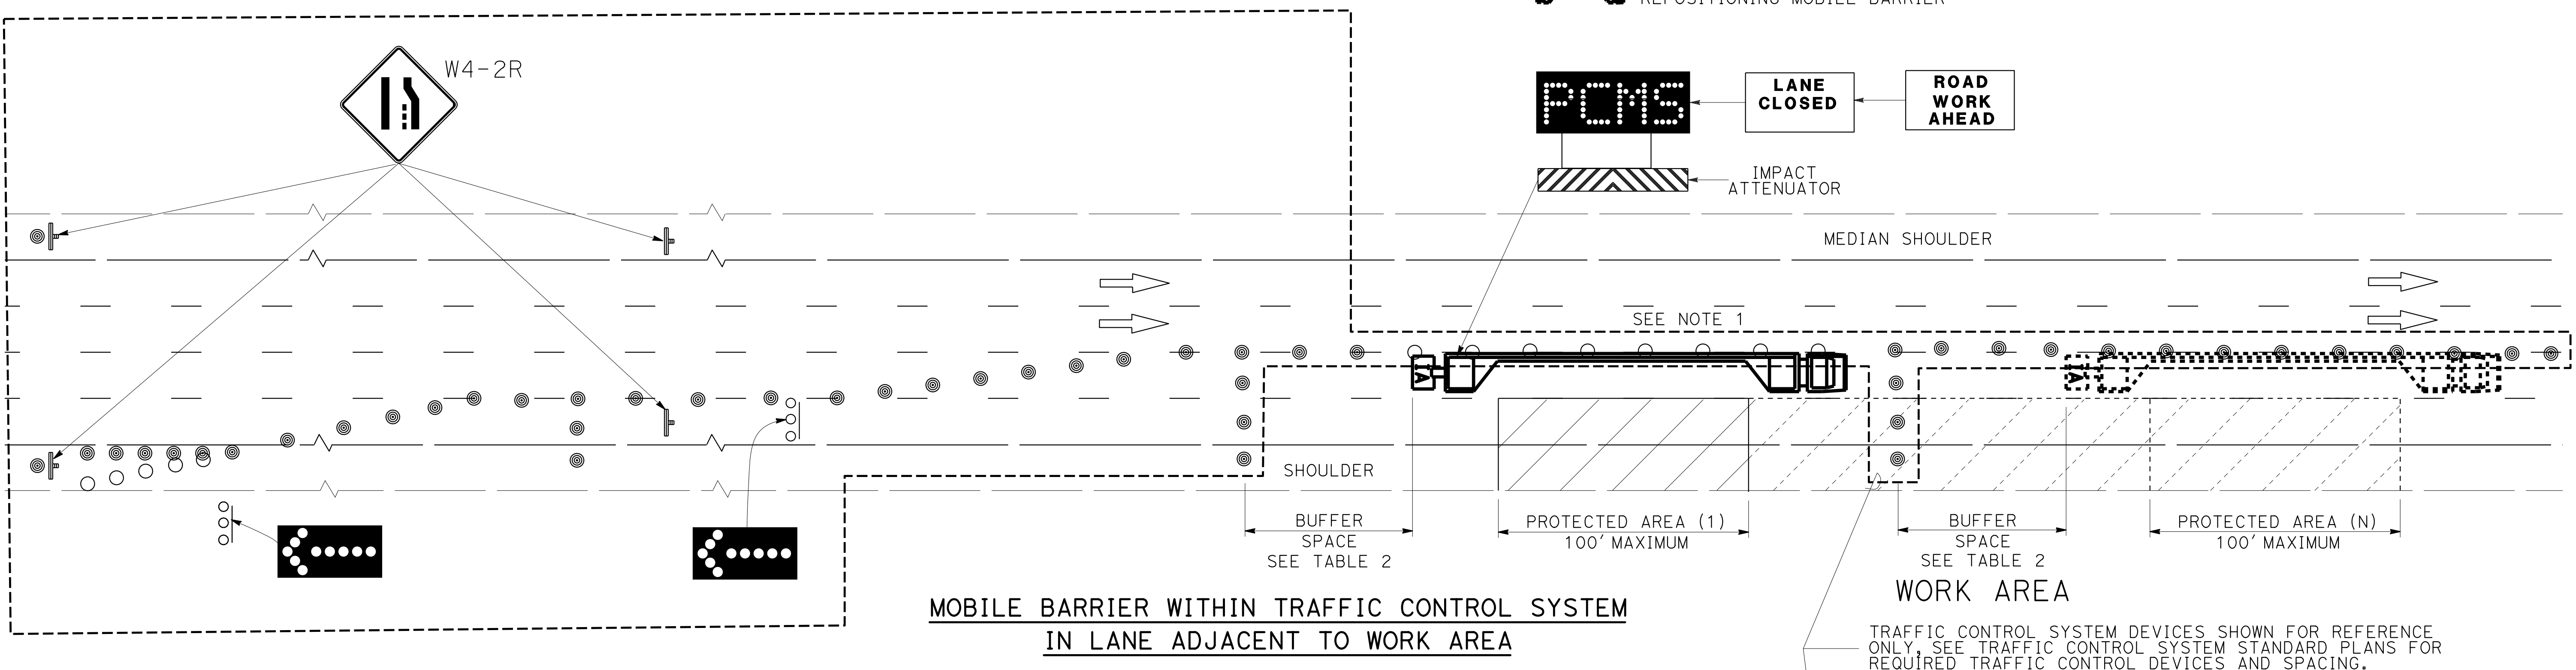 REPOSITIONING MOBILE BARRIER
W4-2R
PCMS
LANE
CLOSED
ROAD
WORK
AHEAD
IMPACT
ATTENUATOR
MEDIAN SHOULDER
SEE NOTE 1
A
A
SHOULDER
BUFFER
SPACE
SEE TABLE 2
PROTECTED AREA (1)
100' MAXIMUM
BUFFER
SPACE
SEE TABLE 2
PROTECTED AREA (N)
100' MAXIMUM
WORK AREA
MOBILE BARRIER WITHIN TRAFFIC CONTROL SYSTEM
IN LANE ADJACENT TO WORK AREA
TRAFFIC CONTROL SYSTEM DEVICES SHOWN FOR REFERENCE
ONLY, SEE TRAFFIC CONTROL SYSTEM STANDARD PLANS FOR
REQUIRED TRAFFIC CONTROL DEVICES AND SPACING.